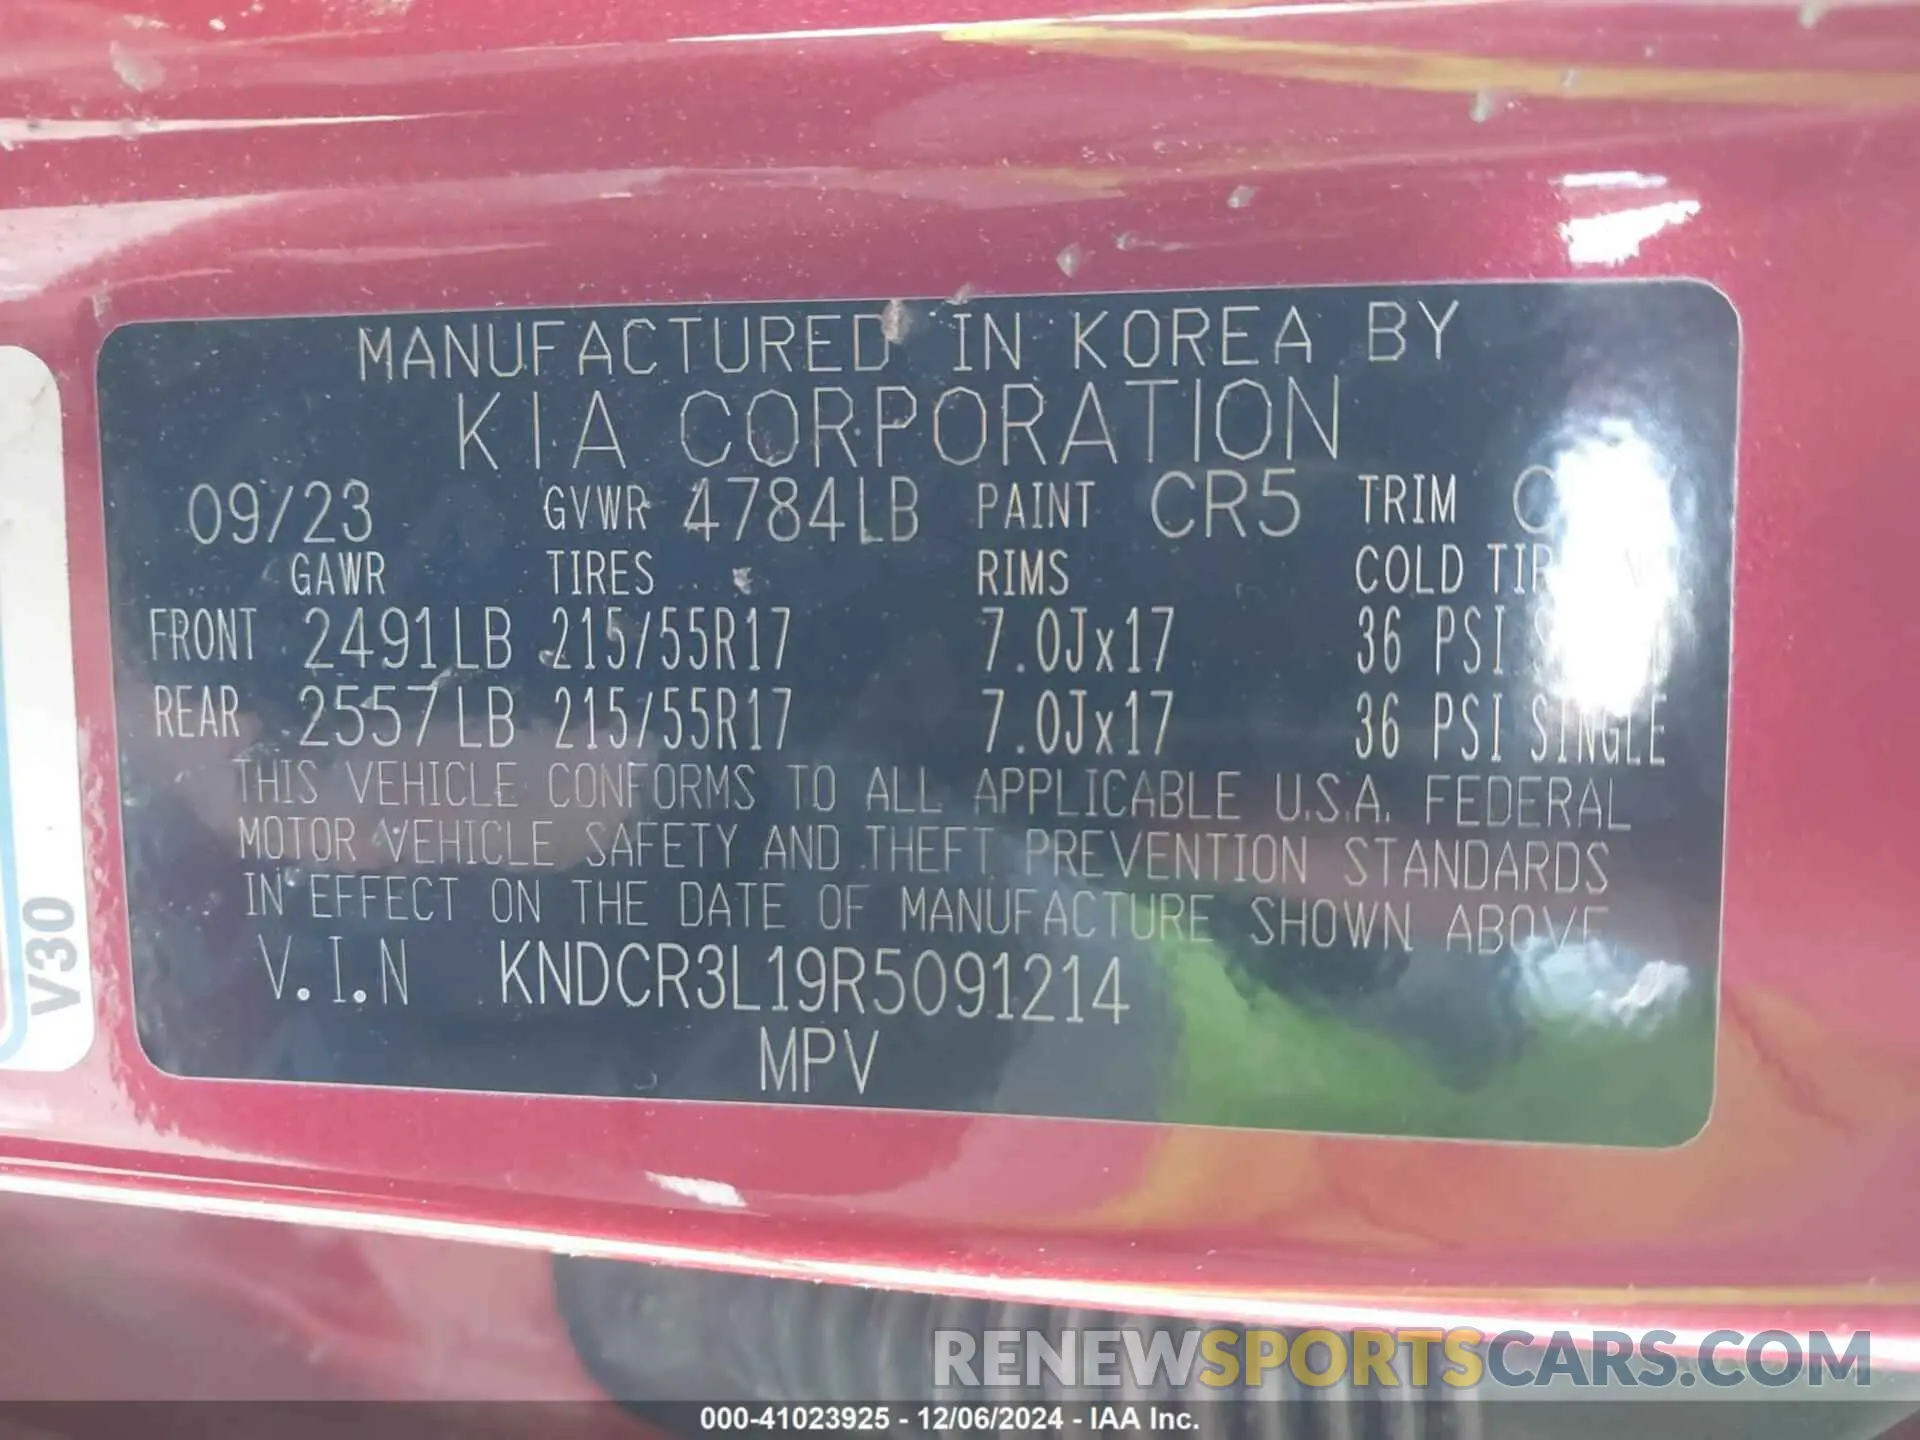 MANUFACTURED IN KOREA BY
KIA CORPORATION
09/23 GVWR 4784LB PAINT CR5 TRIM
GAWR TIRES RIMS COLD
FRONT 2491LB 215/55R17 7.0Jx17 36 PSI
REAR 2557LB 215/55R17 7.0Jx17 36 PSI SINGLE
THIS VEHICLE CONFORMS TO ALL APPLICABLE U.S.A. FEDERAL
MOTOR VEHICLE SAFETY AND THEFT PREVENTION STANDARDS
IN EFFECT ON THE DATE OF MANUFACTURE SHOWN ABOVE.
V.I.N KNDCR3L19R5091214
MPV
V30
RENEWSPORTSCARS.COM
000-41023925 - 12/06/2024 - IAA Inc.